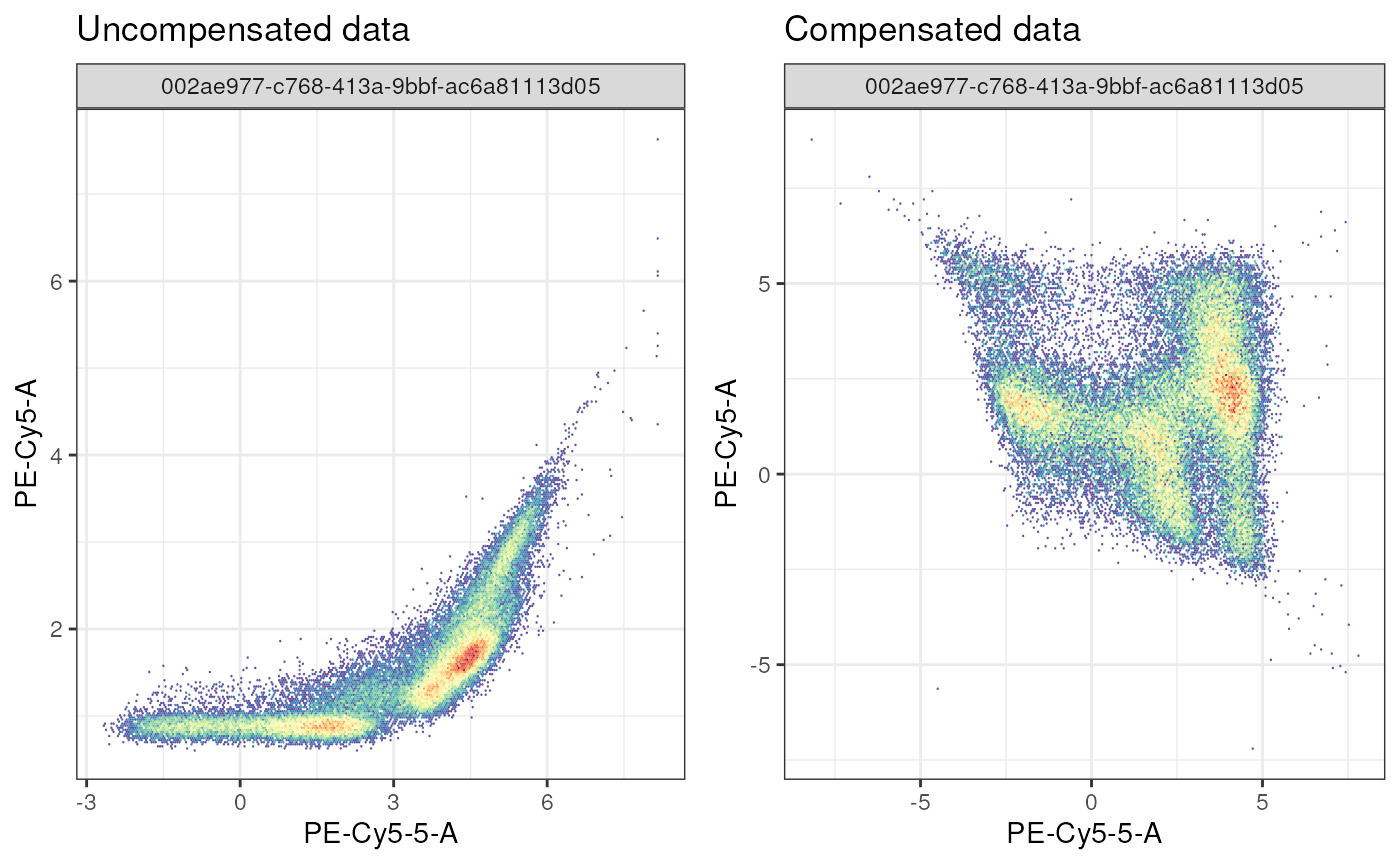 Uncompensated data
002ae977-c768-413a-9bbf-ac6a81113d05
6
4
2
-3 0 3 6
PE-Cy5-5-A
PE-Cy5-A
Compensated data
002ae977-c768-413a-9bbf-ac6a81113d05
5
0
-5
-5 0 5
PE-Cy5-5-A
PE-Cy5-A